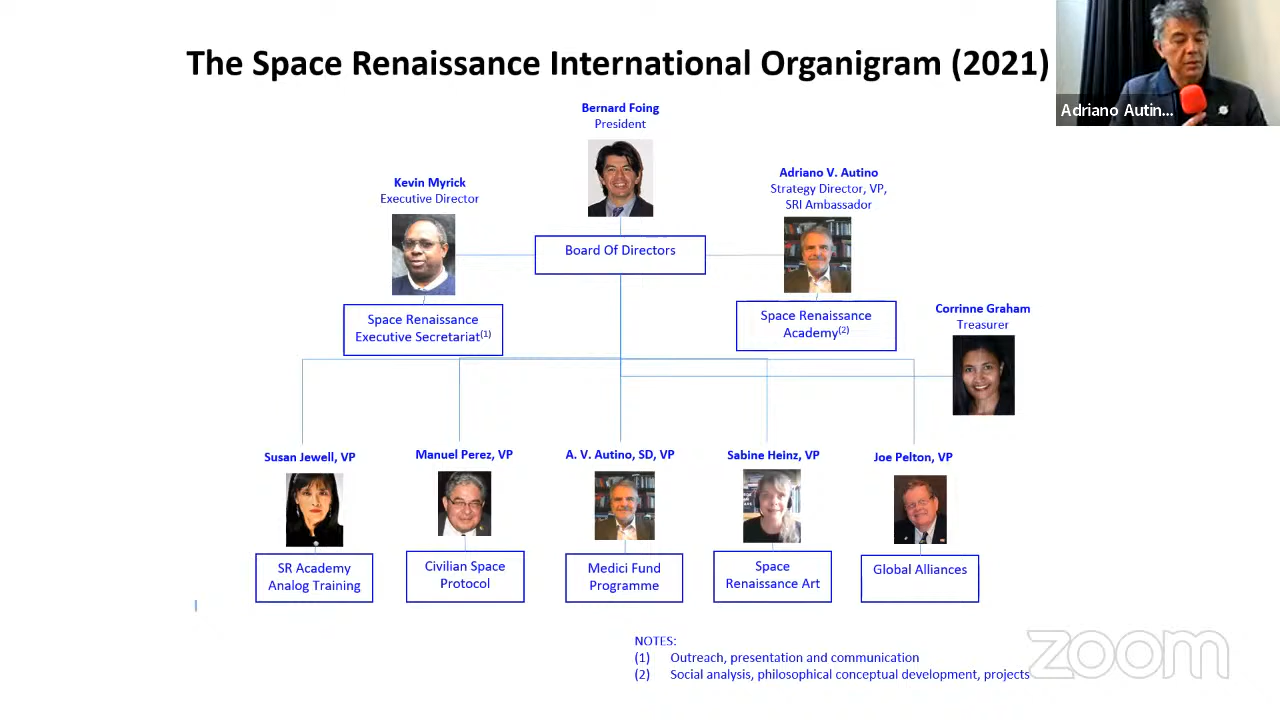 The Space Renaissance International Organigram (2021)
Adriano Autin...
Bernard Foing
President
Kevin Myrick
Executive Director
Adriano V. Autino
Strategy Director, VP,
SRI Ambassador
Board Of Directors
Space Renaissance
Executive Secretariat(1)
Space Renaissance
Academy(2)
Corrinne Graham
Treasurer
Susan Jewell, VP
Manuel Perez, VP
A. V. Autino, SD, VP
Sabine Heinz, VP
Joe Pelton, VP
SR Academy
Analog Training
Civilian Space
Protocol
Medici Fund
Programme
Space
Renaissance Art
Global Alliances
NOTES:
(1) Outreach, presentation and communication
(2) Social analysis, philosophical conceptual development, projects
zoom